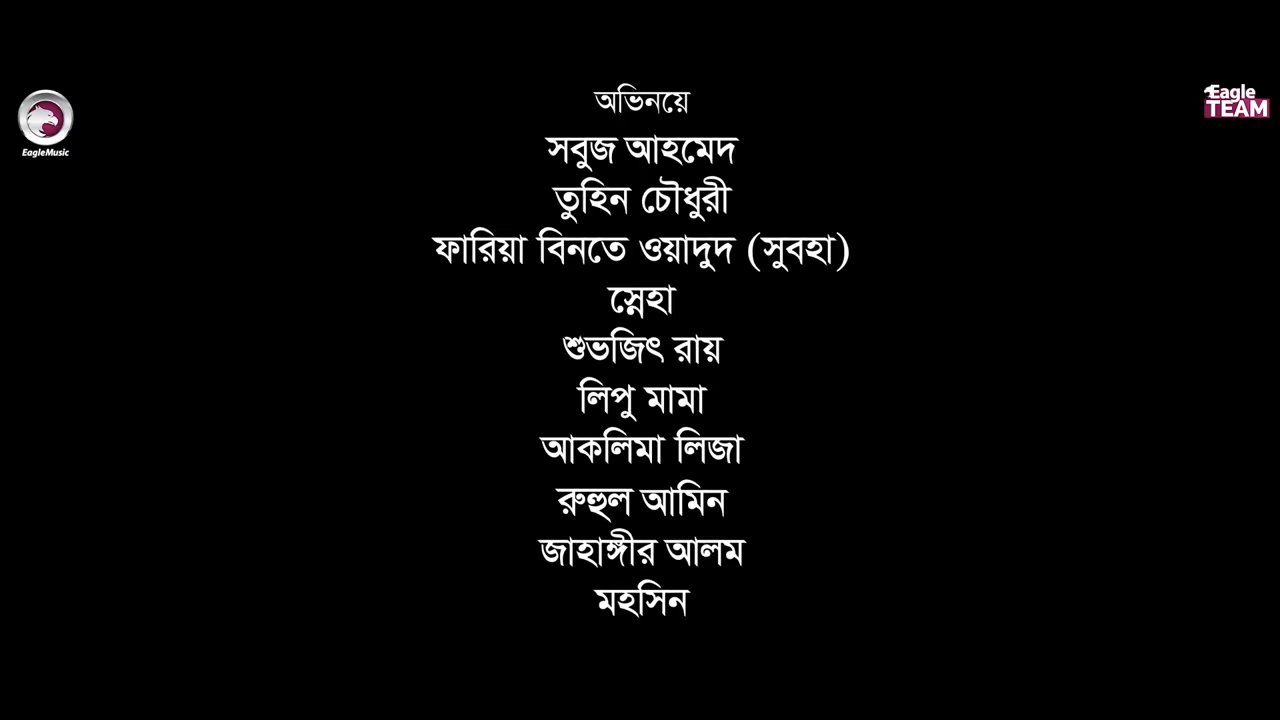 অভিনয়ে
সবুজ আহমেদ
তুহিন চৌধুরী
ফারিয়া বিনতে ওয়াদুদ (সুবহা)
স্নেহা
শুভজিৎ রায়
লিপু মামা
আকলিমা লিজা
রুহুল আমিন
জাহাঙ্গীর আলম
মহসিন
EagleMusic
Eagle
TEAM